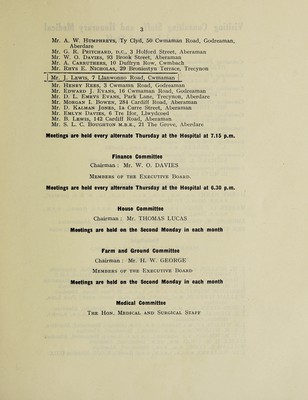 3
Mr. A. W. HUMPHREYS, Ty Clyd, 50 Cwmaman Road, Godreaman,
Aberdare
Mr. G. R. PRITCHARD, D.C., 3 Holford Street, Aberaman
Mr. W. O. DAVIES, 93 Brook Street, Aberaman
Mr. A. CARRUTHERS, 10 Duffryn Row, Cwmbach
Mr. RHYS E. NICHOLAS, 29 Bronlestyn Terrace, Trecynon
Mr. J. LEWIS, 7 Llanwonno Road, Cwmaman
Mr. HENRY REES, 3 Cwmams Road, Godreaman
Mr. EDWARD J. EVANS, 16 Cwmaman Road, Godreaman
Mr. D. L. EMRYS EVANS, Park Lane, Trecynon, Aberdare
Mr. MORGAN I. BOWEN, 284 Cardiff Road, Aberaman
Mr. D. KALMAN JONES, 1a Curre Street, Aberaman
Mr. EMLYN DAVIES, 6 Tre Ifor, Llwydcoed
Mr. B. LEWIS, 142 Cardiff Road, Aberaman
Mr. S. L. C. BOUGHTON M.B.E., 21 The Grove, Aberdare
Meetings are held every alternate Thursday at the Hospital at 7.15 p.m.
Finance Committee
Chairman : Mr. W. O. DAVIES
MEMBERS OF THE EXECUTIVE BOARD.
Meetings are held every alternate Thursday at the Hospital at 6.30 p.m.
House Committee
Chairman : Mr. THOMAS LUCAS
Meetings are held on the Second Monday in each month
Farm and Ground Committee
Chairman : Mr. H. W. GEORGE
MEMBERS OF THE EXECUTIVE BOARD
Meetings are held on the Second Monday in each month
Medical Committee
THE HON. MEDICAL AND SURGICAL STAFF